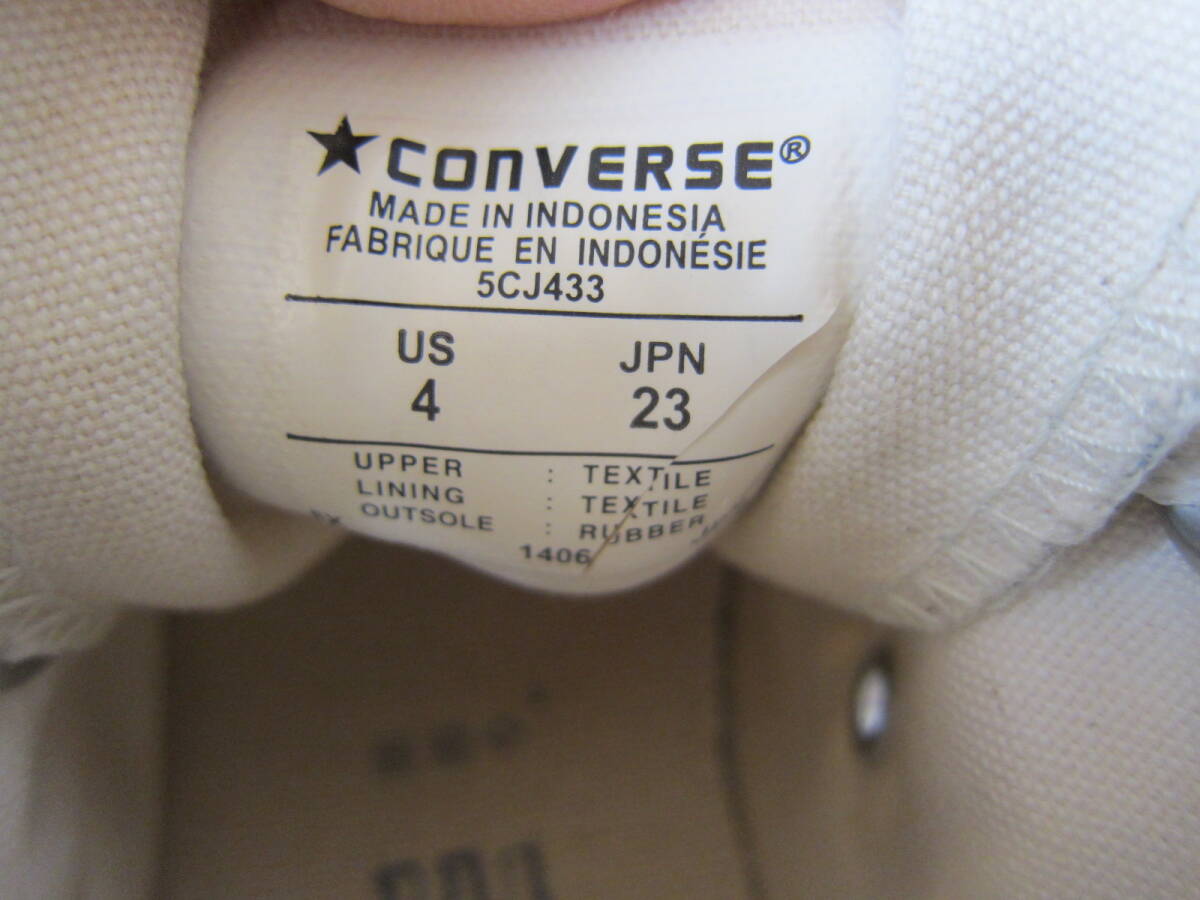 CONVERSE®
MADE IN INDONESIA
FABRIQUE EN INDONÉSIE
5CJ433
US JPN
4 23
UPPER : TEXTILE
LINING : TEXTILE
OUTSOLE : RUBBER
1406